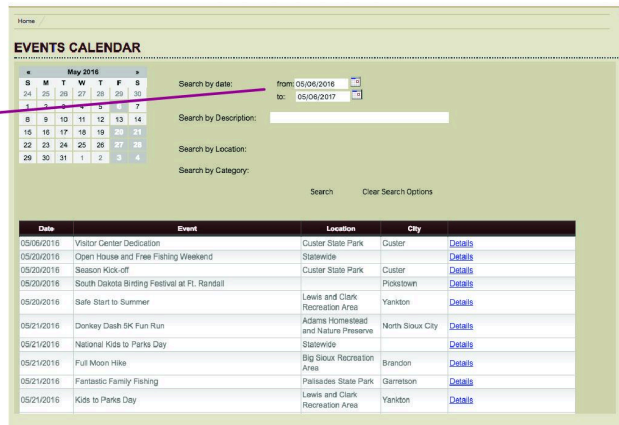 Home /
EVENTS CALENDAR
« May 2016 »
S M T W T F S
24 25 26 27 28 29 30
1 2 3 4 5 6 7
8 9 10 11 12 13 14
15 16 17 18 19 20 21
22 23 24 25 26 27 28
29 30 31 1 2 3 4
Search by date: from: 05/06/2016
to: 05/06/2017
Search by Description:
Search by Location:
Search by Category:
Search Clear Search Options
Date Event Location City
05/06/2016 Visitor Center Dedication Custer State Park Custer Details
05/20/2016 Open House and Free Fishing Weekend Statewide Details
05/20/2016 Season Kick-off Custer State Park Custer Details
05/20/2016 South Dakota Birding Festival at Ft. Randall Pickstown Details
05/20/2016 Safe Start to Summer Lewis and Clark Recreation Area Yankton Details
05/21/2016 Donkey Dash 5K Fun Run Adams Homestead and Nature Preserve North Sioux City Details
05/21/2016 National Kids to Parks Day Statewide Details
05/21/2016 Full Moon Hike Big Sioux Recreation Area Brandon Details
05/21/2016 Fantastic Family Fishing Palisades State Park Garretson Details
05/21/2016 Kids to Parks Day Lewis and Clark Recreation Area Yankton Details